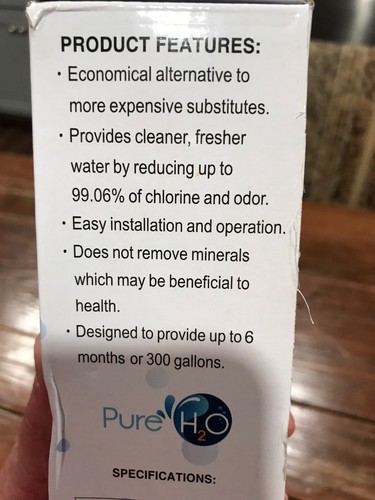 PRODUCT FEATURES:
· Economical alternative to
more expensive substitutes.
· Provides cleaner, fresher
water by reducing up to
99.06% of chlorine and odor.
· Easy installation and operation.
· Does not remove minerals
which may be beneficial to
health.
· Designed to provide up to 6
months or 300 gallons.
Pure H2O
SPECIFICATIONS: